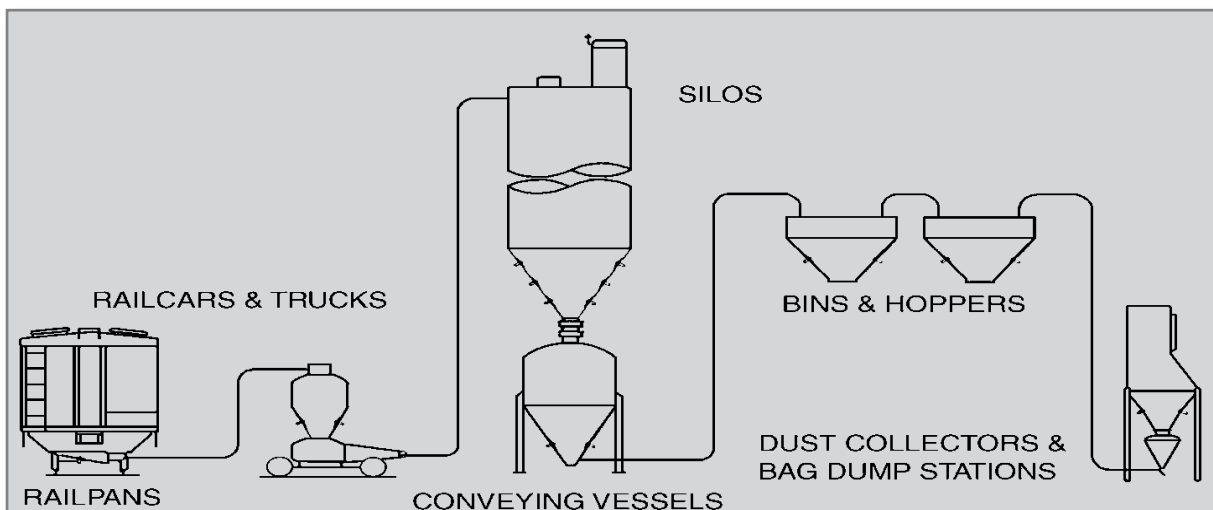 SILOS
RAILCARS & TRUCKS
BINS & HOPPERS
DUST COLLECTORS &
BAG DUMP STATIONS
RAILPANS
CONVEYING VESSELS